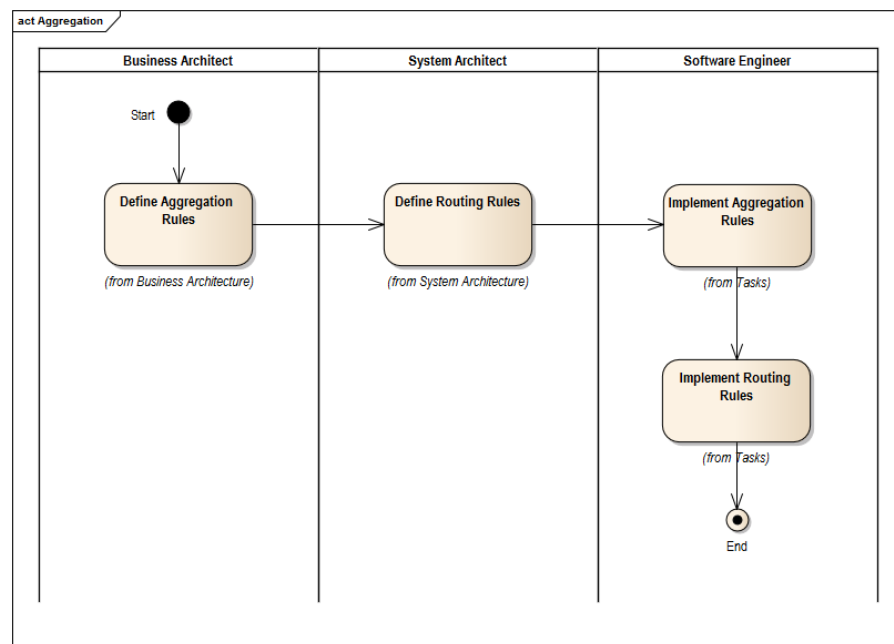 act Aggregation
Business Architect
System Architect
Software Engineer
Start
Define Aggregation
Rules
(from Business Architecture)
Define Routing Rules
(from System Architecture)
Implement Aggregation
Rules
(from Tasks)
Implement Routing
Rules
(from Tasks)
End